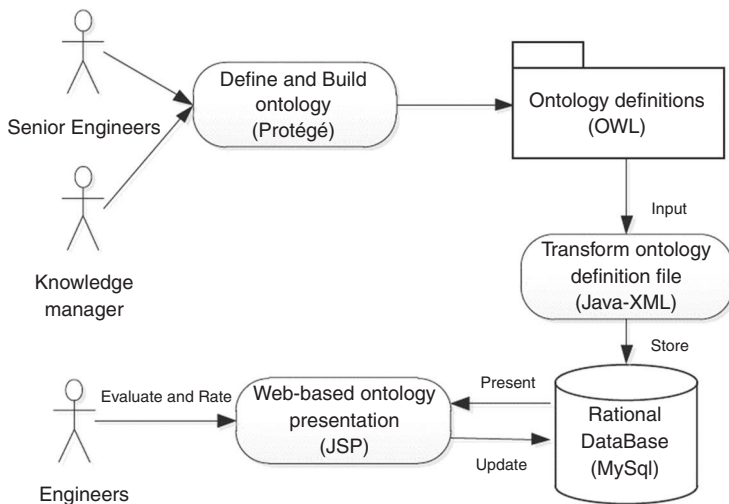 Define and Build
ontology
(Protégé)
Senior Engineers
Ontology definitions
(OWL)
Input
Knowledge
manager
Transform ontology
definition file
(Java-XML)
Store
Evaluate and Rate
Web-based ontology
presentation
(JSP)
Present
Update
Rational
DataBase
(MySql)
Engineers